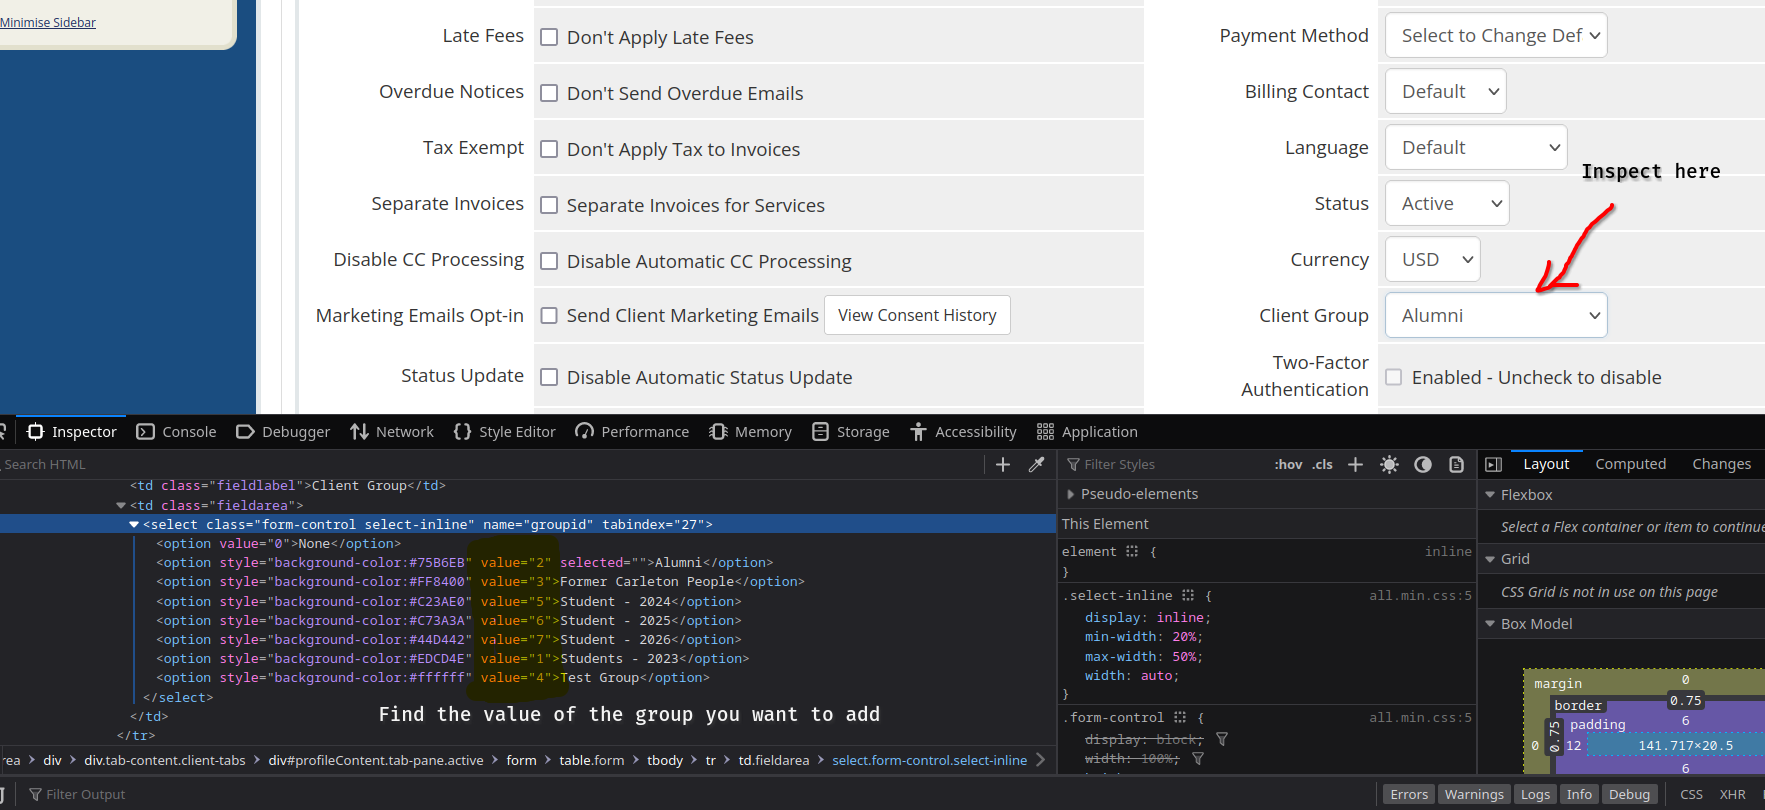 Minimise Sidebar
Late Fees Don't Apply Late Fees Payment Method Select to Change Def
Overdue Notices Don't Send Overdue Emails Billing Contact Default
Tax Exempt Don't Apply Tax to Invoices Language Default
Inspect here
Separate Invoices Separate Invoices for Services Status Active
Disable CC Processing Disable Automatic CC Processing Currency USD
Marketing Emails Opt-in Send Client Marketing Emails View Consent History Client Group Alumni
Status Update Disable Automatic Status Update Two-Factor Authentication Enabled - Uncheck to disable
Inspector Console Debugger Network Style Editor Performance Memory Storage Accessibility Application
Search HTML
<td class="fieldlabel">Client Group</td>
<td class="fieldarea">
<select class="form-control select-inline" name="groupid" tabindex="27">
<option value="0">None</option>
<option style="background-color:#75B6EB" value="2" selected="">Alumni</option>
<option style="background-color:#FF8400" value="3">Former Carleton People</option>
<option style="background-color:#C23AE0" value="5">Student - 2024</option>
<option style="background-color:#C73A3A" value="6">Student - 2025</option>
<option style="background-color:#44D442" value="7">Student - 2026</option>
<option style="background-color:#EDCD4E" value="1">Students - 2023</option>
<option style="background-color:#ffffff" value="4">Test Group</option>
</select>
</td>
</tr>
Find the value of the group you want to add
rea > div > div.tab-content.client-tabs > div#profileContent.tab-pane.active > form > table.form > tbody > tr > td.fieldarea > select.form-control.select-inline
Filter Styles :hov .cls
Pseudo-elements
This Element
element { inline
}
.select-inline { all.min.css:5
display: inline;
min-width: 20%;
max-width: 50%;
width: auto;
}
.form-control { all.min.css:5
display: block;
width: 100%;
Layout Computed Changes
Flexbox
Select a Flex container or item to continue
Grid
CSS Grid is not in use on this page
Box Model
margin 0
border 0.75
padding 6
0 0.75 12 141.717×20.5
6
Filter Output Errors Warnings Logs Info Debug CSS XHR